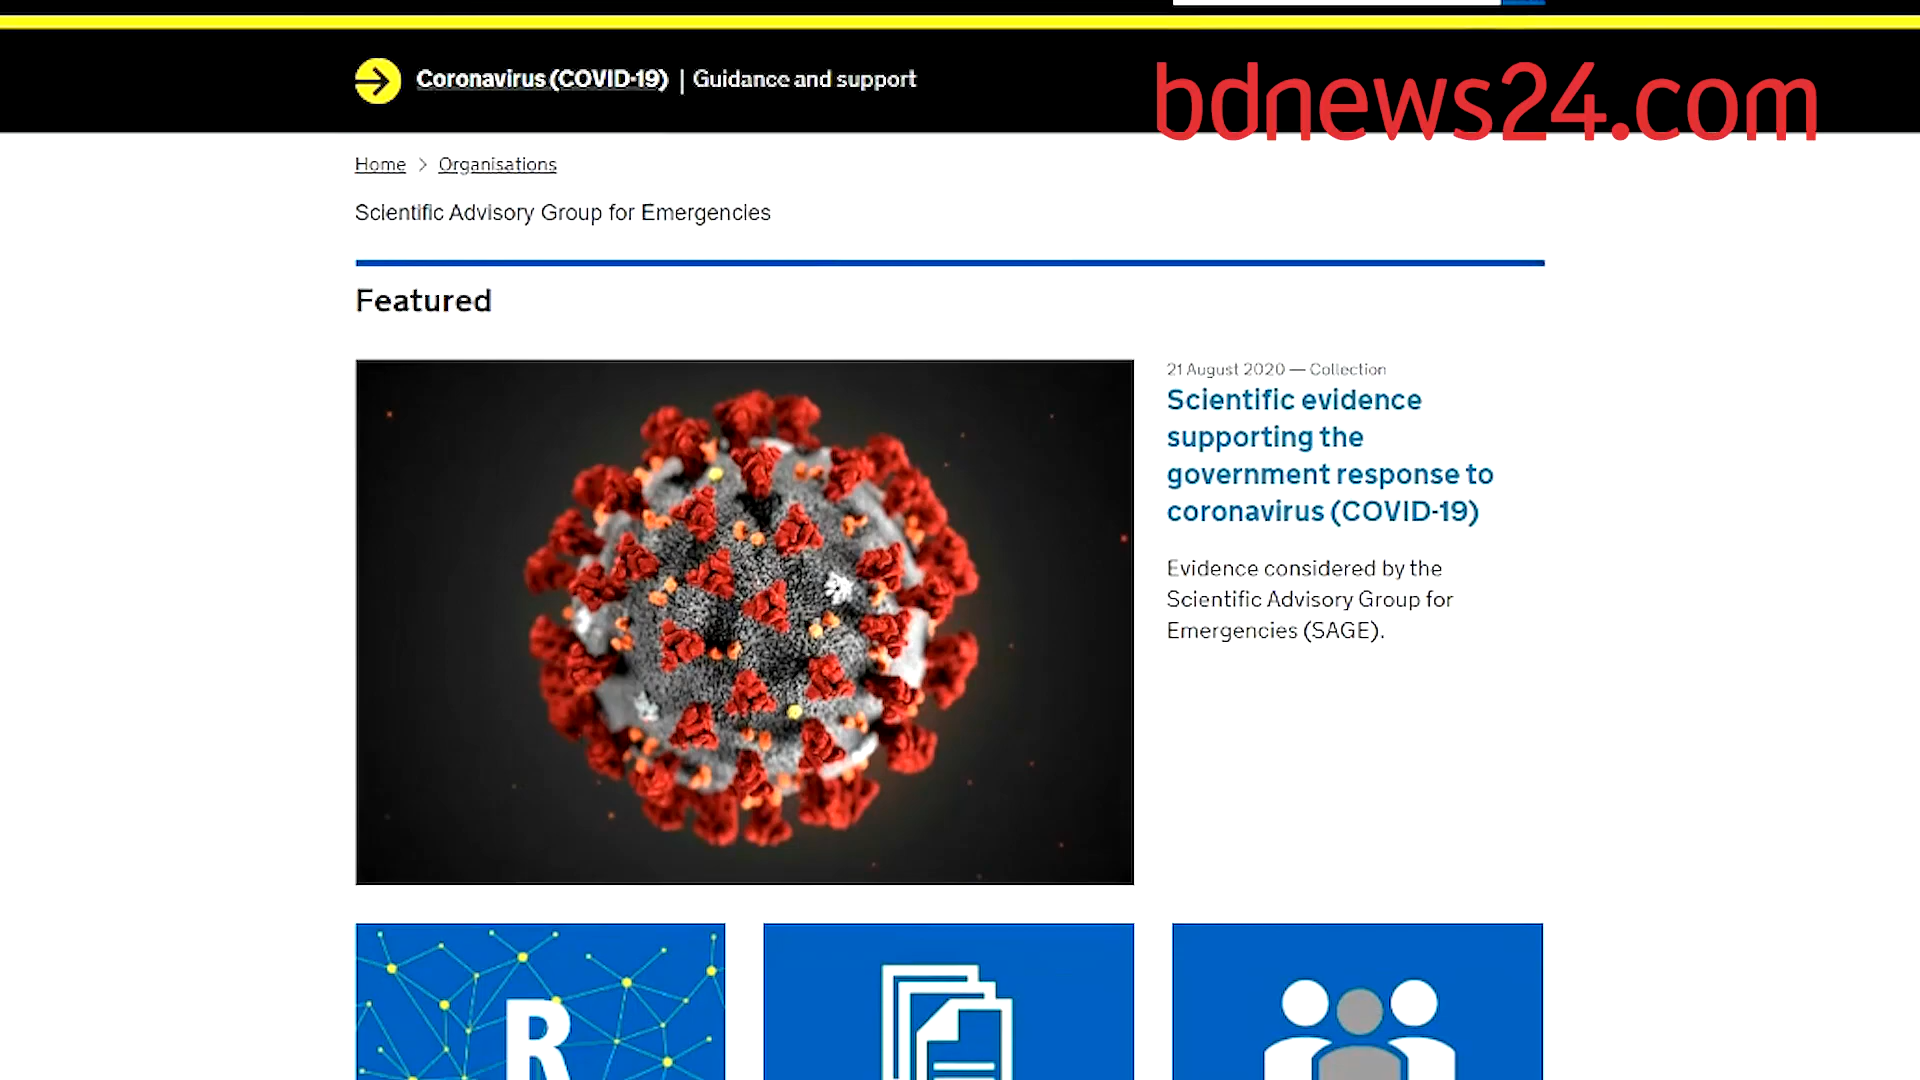 Coronavirus (COVID-19) | Guidance and support
bdnews24.com
Home > Organisations
Scientific Advisory Group for Emergencies
Featured
21 August 2020 — Collection
Scientific evidence
supporting the
government response to
coronavirus (COVID-19)
Evidence considered by the
Scientific Advisory Group for
Emergencies (SAGE).
R